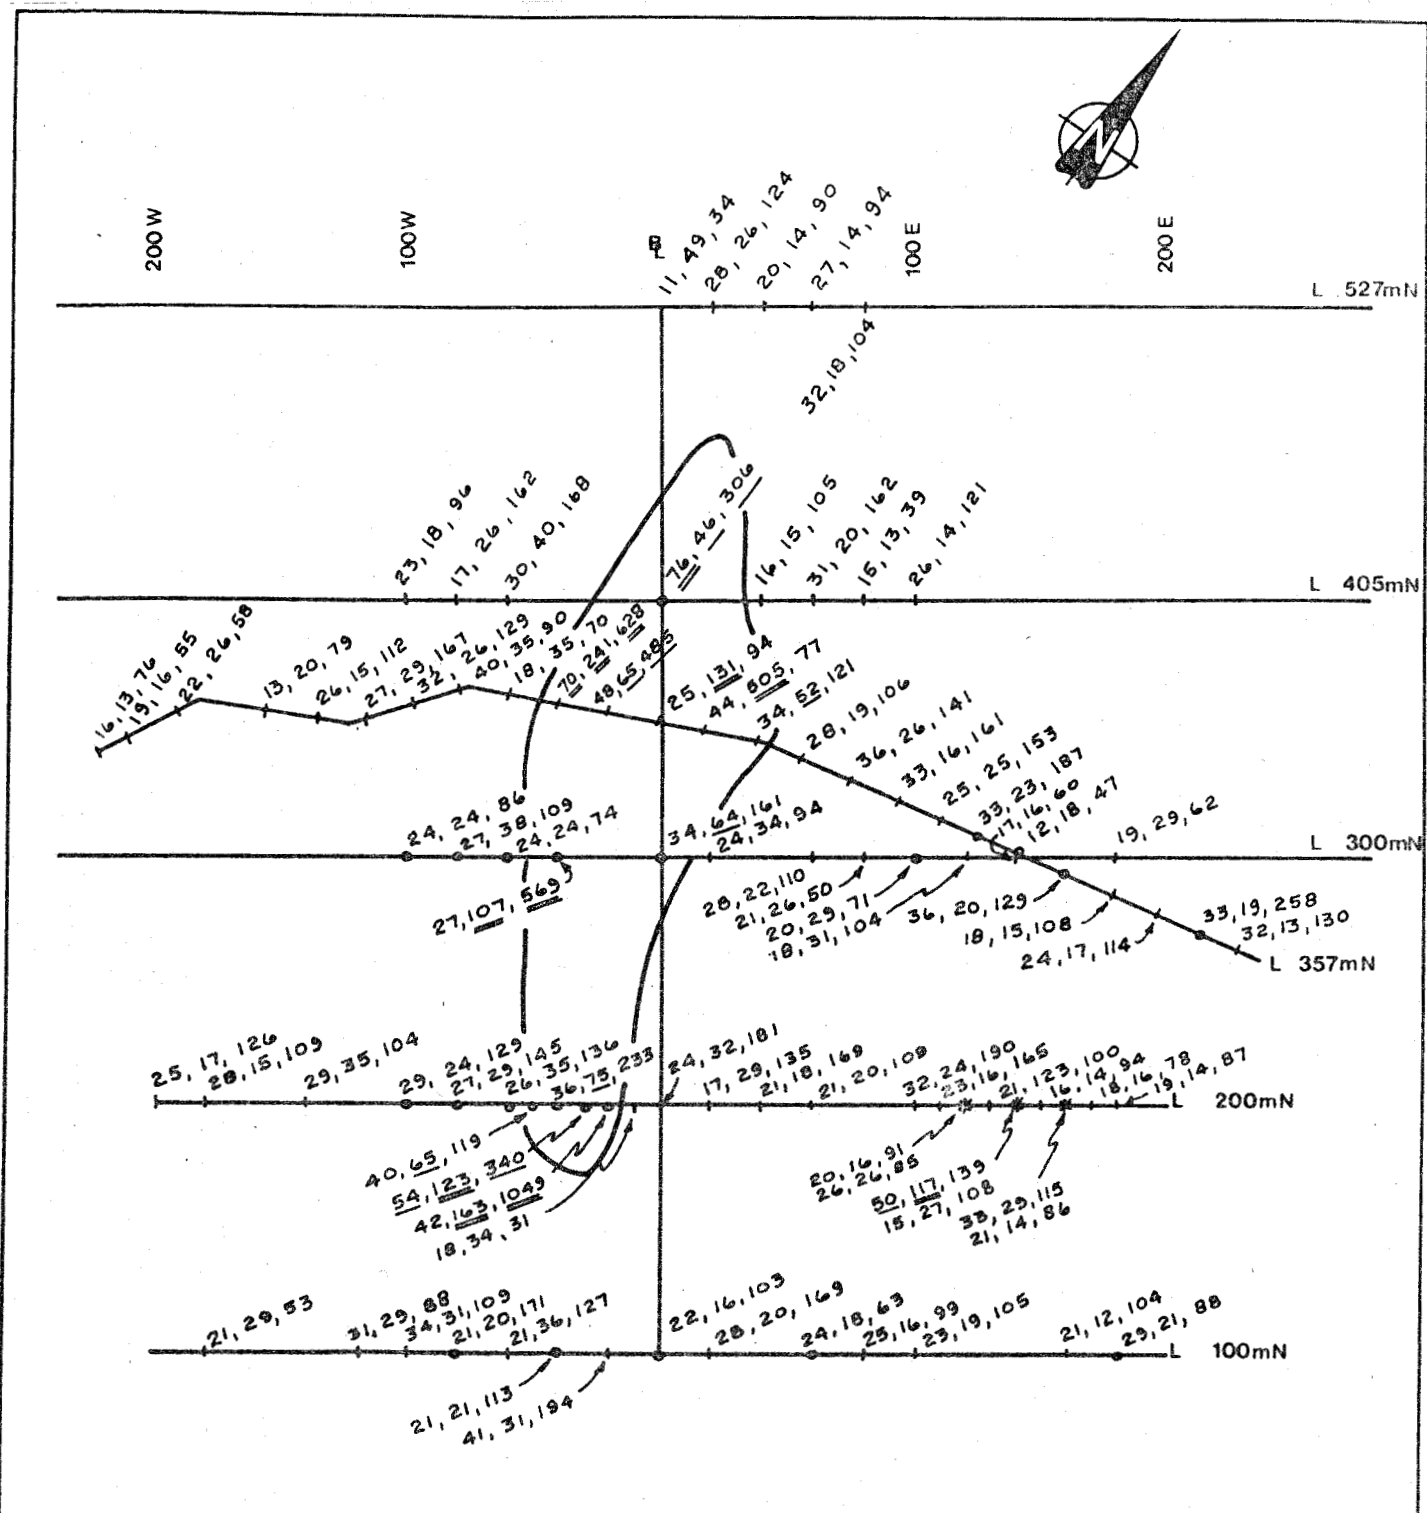 N
200W
100W
BL
100E
200E
11, 49, 34
28, 26, 124
20, 14, 90
27, 14, 94
L 527mN
32, 18, 104
23, 18, 96
17, 26, 162
30, 40, 168
76, 46, 306
16, 15, 105
31, 20, 162
15, 13, 39
26, 14, 121
L 405mN
16, 13, 76
19, 16, 55
22, 26, 58
13, 20, 79
26, 15, 112
27, 29, 167
32, 26, 129
40, 35, 90
18, 35, 70
70, 241, 628
48, 65, 485
25, 131, 94
44, 505, 77
34, 52, 121
28, 19, 106
36, 26, 141
33, 16, 161
25, 25, 153
33, 23, 187
17, 16, 60
12, 18, 47
19, 29, 62
24, 24, 86
27, 38, 109
24, 24, 74
34, 64, 161
24, 34, 94
L 300mN
27, 107, 569
28, 22, 110
21, 26, 50
20, 29, 71
18, 31, 104
36, 20, 129
18, 15, 108
24, 17, 114
33, 19, 258
32, 13, 130
L 357mN
25, 17, 126
28, 15, 109
29, 35, 104
29, 24, 129
27, 29, 145
26, 35, 136
36, 75, 233
24, 32, 181
17, 29, 135
21, 18, 169
21, 20, 108
32, 24, 190
23, 16, 165
21, 123, 100
16, 14, 94
18, 16, 78
19, 14, 87
L 200mN
40, 65, 119
54, 123, 340
42, 163, 1049
18, 34, 31
20, 16, 91
26, 26, 85
50, 117, 139
15, 27, 108
33, 29, 115
21, 14, 86
21, 29, 53
31, 29, 88
34, 31, 109
21, 20, 171
21, 36, 127
22, 16, 103
28, 20, 169
24, 18, 63
25, 16, 99
23, 19, 105
21, 12, 104
29, 21, 88
L 100mN
21, 21, 113
41, 31, 194